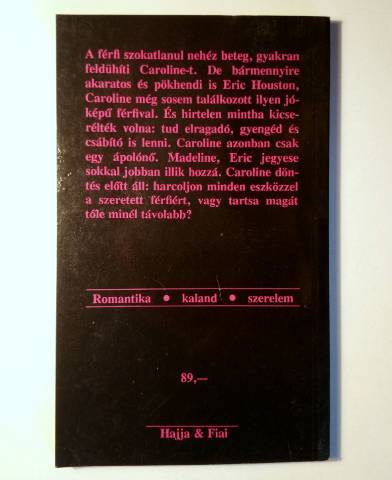 A férfi szokatlanul nehéz beteg, gyakran
feldühíti Caroline-t. De bármennyire
akaratos és pökhendi is Eric Houston,
Caroline még sosem találkozott ilyen jó-
képű férfival. És hirtelen mintha kicse-
rélték volna: tud elragadó, gyengéd és
csábító is lenni. Caroline azonban csak
egy ápolónő. Madeline, Eric jegyese
sokkal jobban illik hozzá. Caroline dön-
tés előtt áll: harcoljon minden eszközzel
a szeretett férfiért, vagy tartsa magát
tőle minél távolabb?
Romantika • kaland • szerelem
89,—
Hajja & Fiai